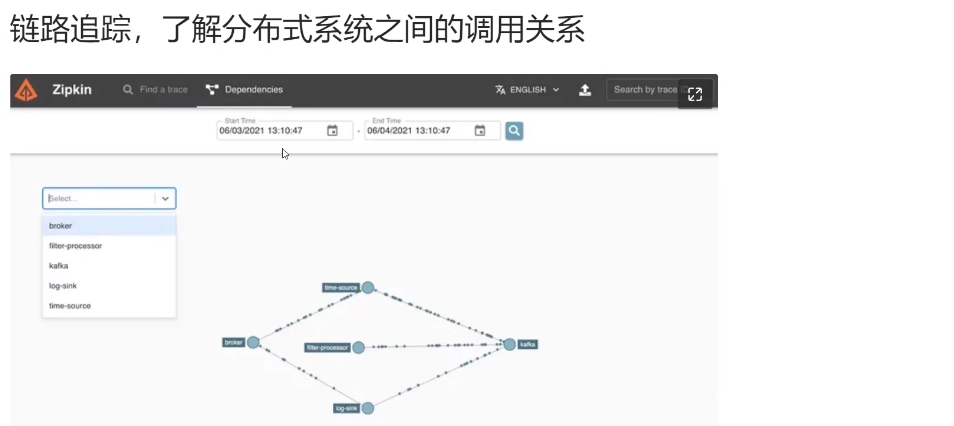 链路追踪，了解分布式系统之间的调用关系
Zipkin Find a trace Dependencies ENGLISH Search by trace
Start Time End Time
06/03/2021 13:10:47 - 06/04/2021 13:10:47
Select...
broker
filter-processor
kafka
log-sink
time-source
time-source
broker filter-processor kafka
log-sink